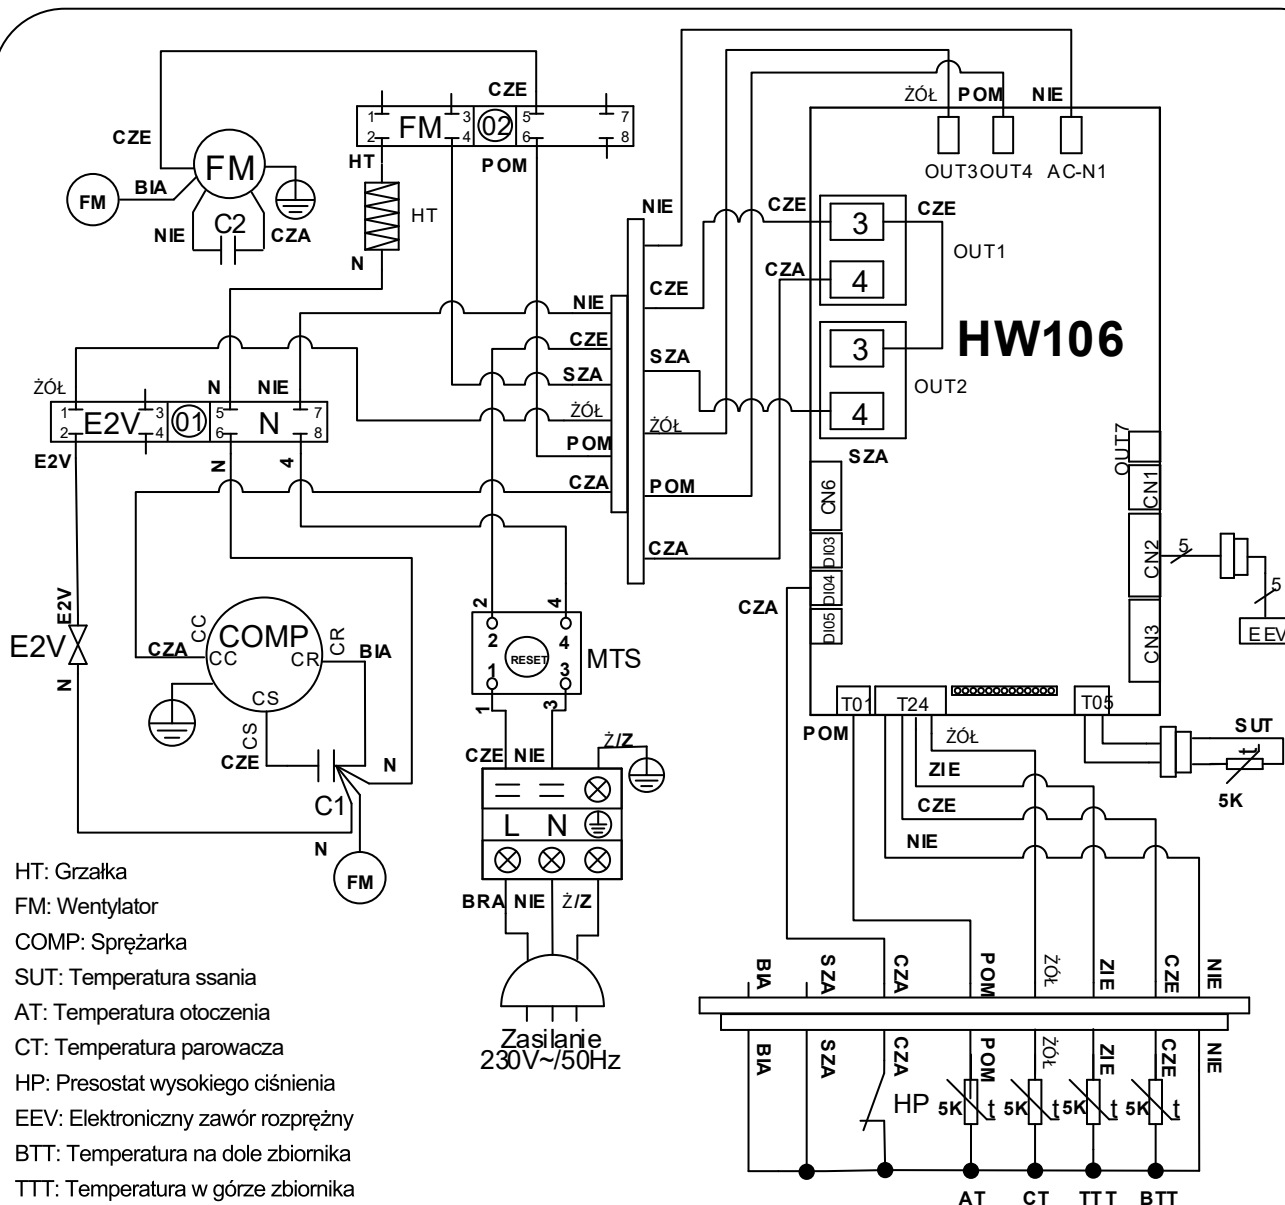 CZE
ŻÓŁ POM NIE
1 3 5 7
FM 02
2 4 6 8
CZE
HT POM
FM
OUT3 OUT4 AC-N1
BIA
FM
HT
NIE C2 CZA
NIE
CZE 3 CZE
N
OUT1
CZA 4
CZE
NIE
CZE
HW106
3
SZA
SZA
OUT2
ŻÓŁ N NIE
ŻÓŁ
4
1 3 5 7
E2V 01 N
2 4 6 8
ŻÓŁ
E2V
N 4
POM
SZA
OUT7
CZA
POM
CN6
CN1
CZA
DI03
CN2
5
DI04
CZA
5
E2V
2 4
DI05
CN3
EEV
E2V
CC
COMP
CR
2 4
CZA
CC CR
BIA
RESET
MTS
N
1 3
CS
T01 T24 T05
CS
1 3
POM
ŻÓŁ
SUT
CZE
N
CZE NIE Ż/Z
ZIE
t
C1
CZE
5K
L N
NIE
N
FM
HT: Grzałka
BRA NIE Ż/Z
FM: Wentylator
COMP: Sprężarka
SUT: Temperatura ssania
BIA SZA CZA POM ŻÓŁ ZIE CZE NIE
AT: Temperatura otoczenia
Zasilanie
230V~/50Hz
CT: Temperatura parowacza
BIA SZA CZA POM ŻÓŁ ZIE CZE NIE
HP: Presostat wysokiego ciśnienia
HP 5K t 5K t 5K t 5K t
EEV: Elektroniczny zawór rozprężny
BTT: Temperatura na dole zbiornika
TTT: Temperatura w górze zbiornika
AT CT TTT BTT